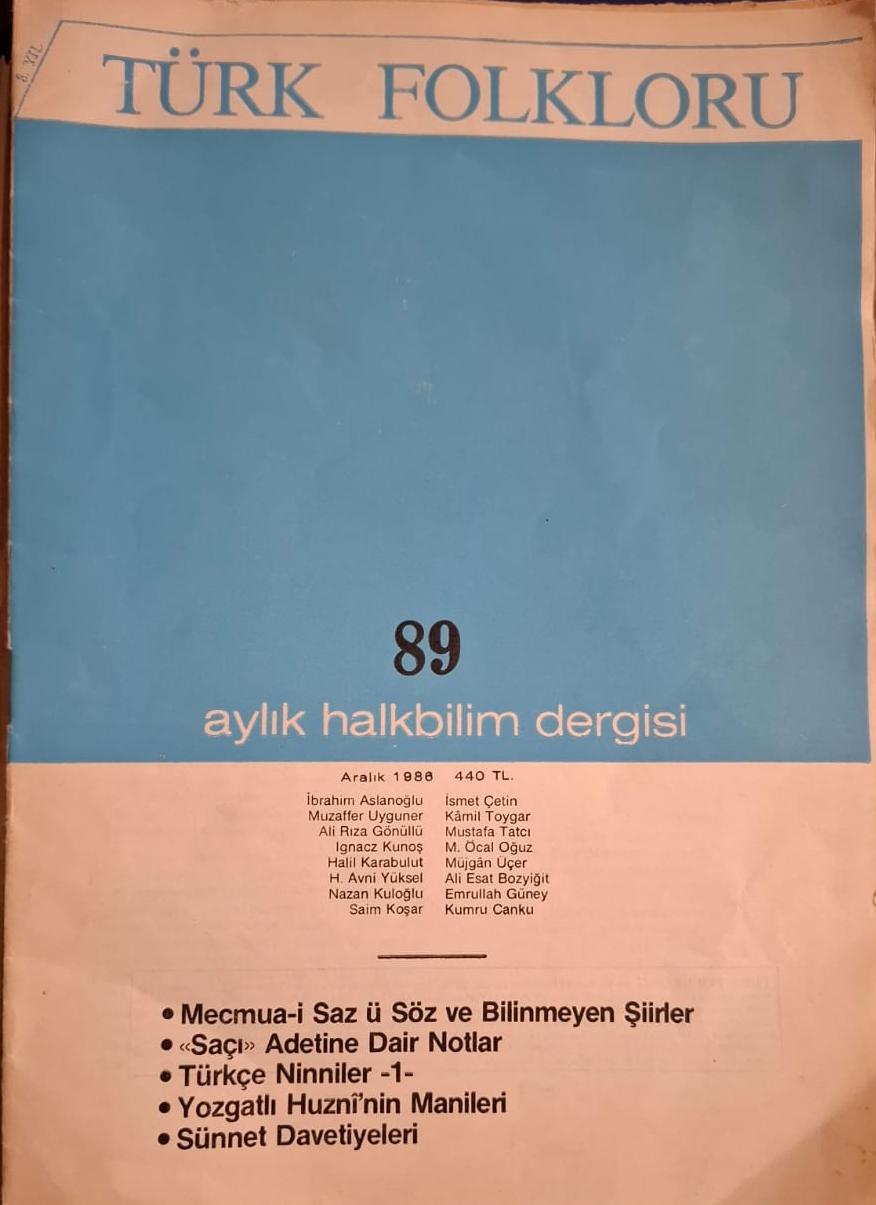 8. YIL
TÜRK FOLKLORU
89
aylık halkbilim dergisi
Aralık 1986 440 TL.
İbrahim Aslanoğlu İsmet Çetin
Muzaffer Uyguner Kâmil Toygar
Ali Rıza Gönüllü Mustafa Tatcı
Ignacz Kunoş M. Öcal Oğuz
Halil Karabulut Müjgân Üçer
H. Avni Yüksel Ali Esat Bozyiğit
Nazan Kuloğlu Emrullah Güney
Saim Koşar Kumru Canku
• Mecmua-i Saz ü Söz ve Bilinmeyen Şiirler
• «Saçı» Adetine Dair Notlar
• Türkçe Ninniler -1-
• Yozgatlı Huznî'nin Manileri
• Sünnet Davetiyeleri